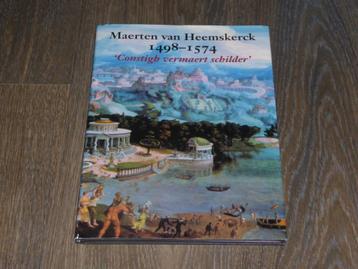 Maerten van Heemskerck
1498–1574
‘Constigh vermaert schilder’